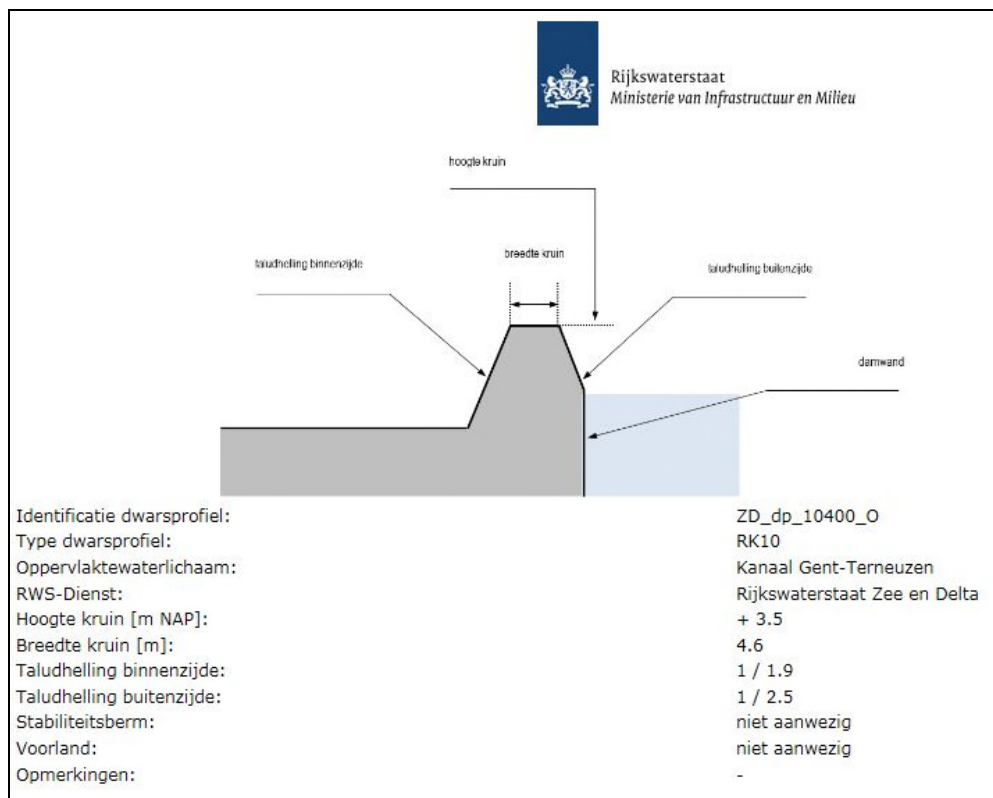 Rijkswaterstaat
Ministerie van Infrastructuur en Milieu
hoogte kruin
breedte kruin
taludhelling binnenzijde
taludhelling buitenzijde
damwand
Identificatie dwarsprofiel: ZD_dp_10400_O
Type dwarsprofiel: RK10
Oppervlaktewaterlichaam: Kanaal Gent-Terneuzen
RWS-Dienst: Rijkswaterstaat Zee en Delta
Hoogte kruin [m NAP]: + 3.5
Breedte kruin [m]: 4.6
Taludhelling binnenzijde: 1 / 1.9
Taludhelling buitenzijde: 1 / 2.5
Stabiliteitsberm: niet aanwezig
Voorland: niet aanwezig
Opmerkingen: -